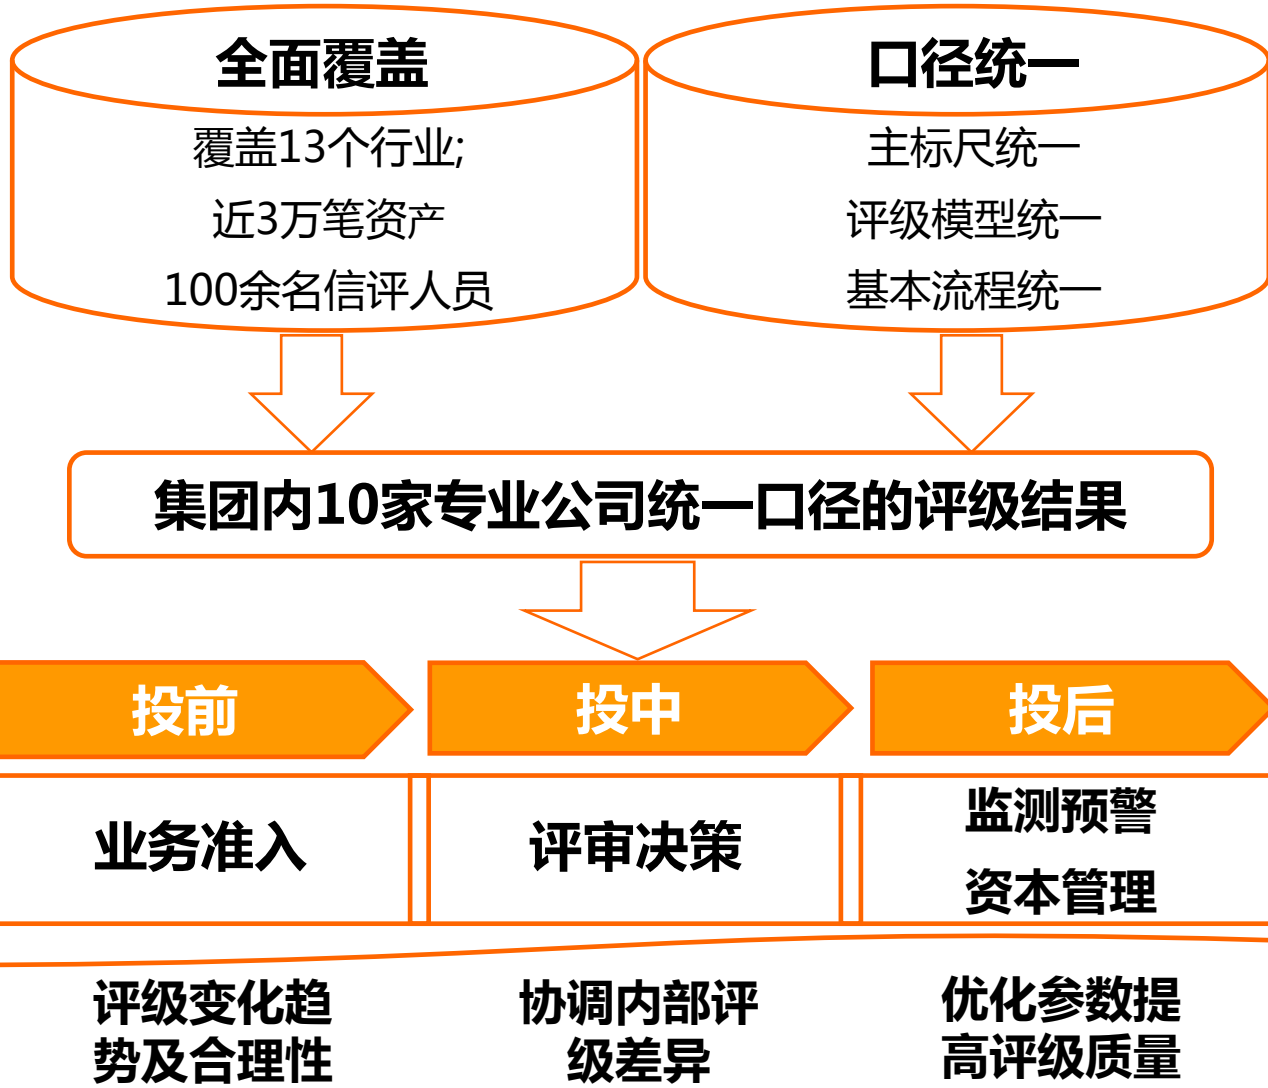 全面覆盖
覆盖13个行业;
近3万笔资产
100余名信评人员
口径统一
主标尺统一
评级模型统一
基本流程统一
集团内10家专业公司统一口径的评级结果
投前
投中
投后
业务准入
评审决策
监测预警
资本管理
评级变化趋
势及合理性
协调内部评
级差异
优化参数提
高评级质量